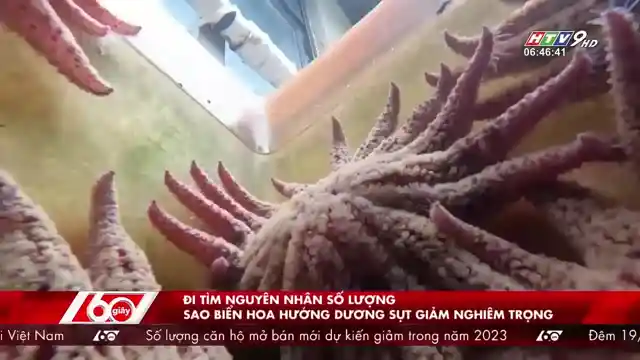 HTV9 HD
06:46:41
60 giây
ĐI TÌM NGUYÊN NHÂN SỐ LƯỢNG
SAO BIỂN HOA HƯỚNG DƯƠNG SỤT GIẢM NGHIÊM TRỌNG
i Việt Nam 60 Số lượng căn hộ mở bán mới dự kiến giảm trong năm 2023 60 Đêm 19